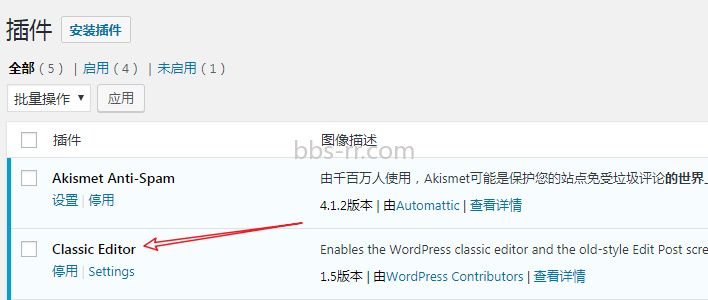 插件 安装插件
全部 ( 5 ) | 启用 ( 4 ) | 未启用 ( 1 )
批量操作 应用
插件 图像描述
bbs-rr.com
Akismet Anti-Spam 由千百万人使用，Akismet可能是保护您的站点免受垃圾评论的世界
设置 | 停用 4.1.2版本 | 由Automattic | 查看详情
Classic Editor Enables the WordPress classic editor and the old-style Edit Post scre
停用 | Settings 1.5版本 | 由WordPress Contributors | 查看详情